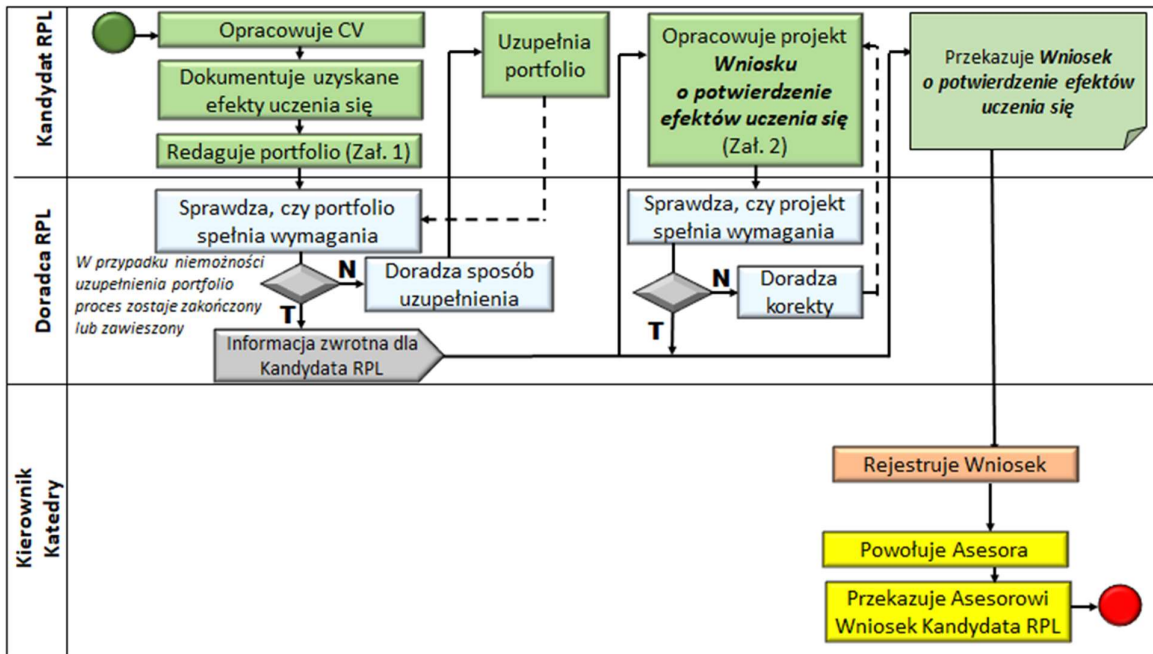 Kandydat RPL
Opracowuje CV
Dokumentuje uzyskane
efekty uczenia się
Redaguje portfolio (Zał. 1)
Uzupełnia
portfolio
Opracowuje projekt
Wniosku
o potwierdzenie
efektów uczenia się
(Zał. 2)
Przekazuje Wniosek
o potwierdzenie efektów
uczenia się
Doradca RPL
Sprawdza, czy portfolio
spełnia wymagania
W przypadku niemożności
uzupełnienia portfolio
proces zostaje zakończony
lub zawieszony
N
T
Doradza sposób
uzupełnienia
Informacja zwrotna dla
Kandydata RPL
Sprawdza, czy projekt
spełnia wymagania
N
T
Doradza
korekty
Kierownik
Katedry
Rejestruje Wniosek
Powołuje Asesora
Przekazuje Asesorowi
Wniosek Kandydata RPL